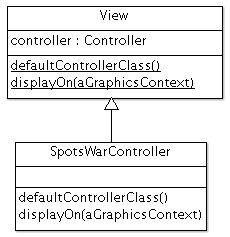 View
controller : Controller
defaultControllerClass()
displayOn(aGraphicsContext)
SpotsWarController
defaultControllerClass()
displayOn(aGraphicsContext)